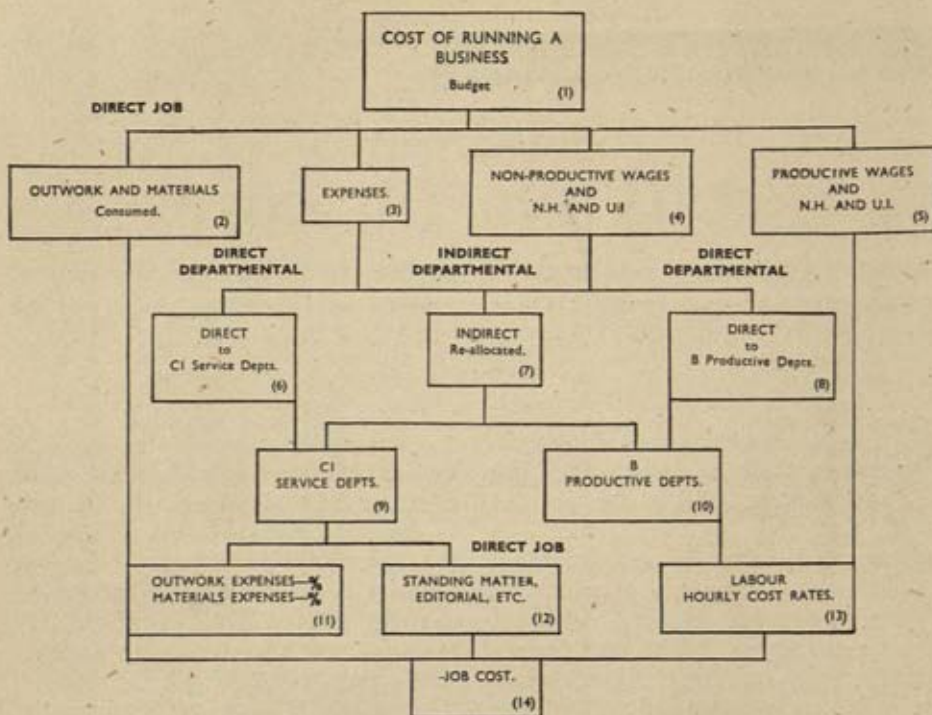 COST OF RUNNING A
BUSINESS
Budget
(1)
DIRECT JOB
OUTWORK AND MATERIALS
Consumed.
(2)
EXPENSES.
(3)
NON-PRODUCTIVE WAGES
AND
N.H. AND U.I
(4)
PRODUCTIVE WAGES
AND
N.H. AND U.I.
(5)
DIRECT
DEPARTMENTAL
INDIRECT
DEPARTMENTAL
DIRECT
DEPARTMENTAL
DIRECT
to
C1 Service Depts.
(6)
INDIRECT
Re-allocated.
(7)
DIRECT
to
B Productive Depts.
(8)
C1
SERVICE DEPTS.
(9)
B
PRODUCTIVE DEPTS.
(10)
DIRECT JOB
OUTWORK EXPENSES—%
MATERIALS EXPENSES—%
(11)
STANDING MATTER,
EDITORIAL, ETC.
(12)
LABOUR
HOURLY COST RATES.
(13)
-JOB COST.
(14)